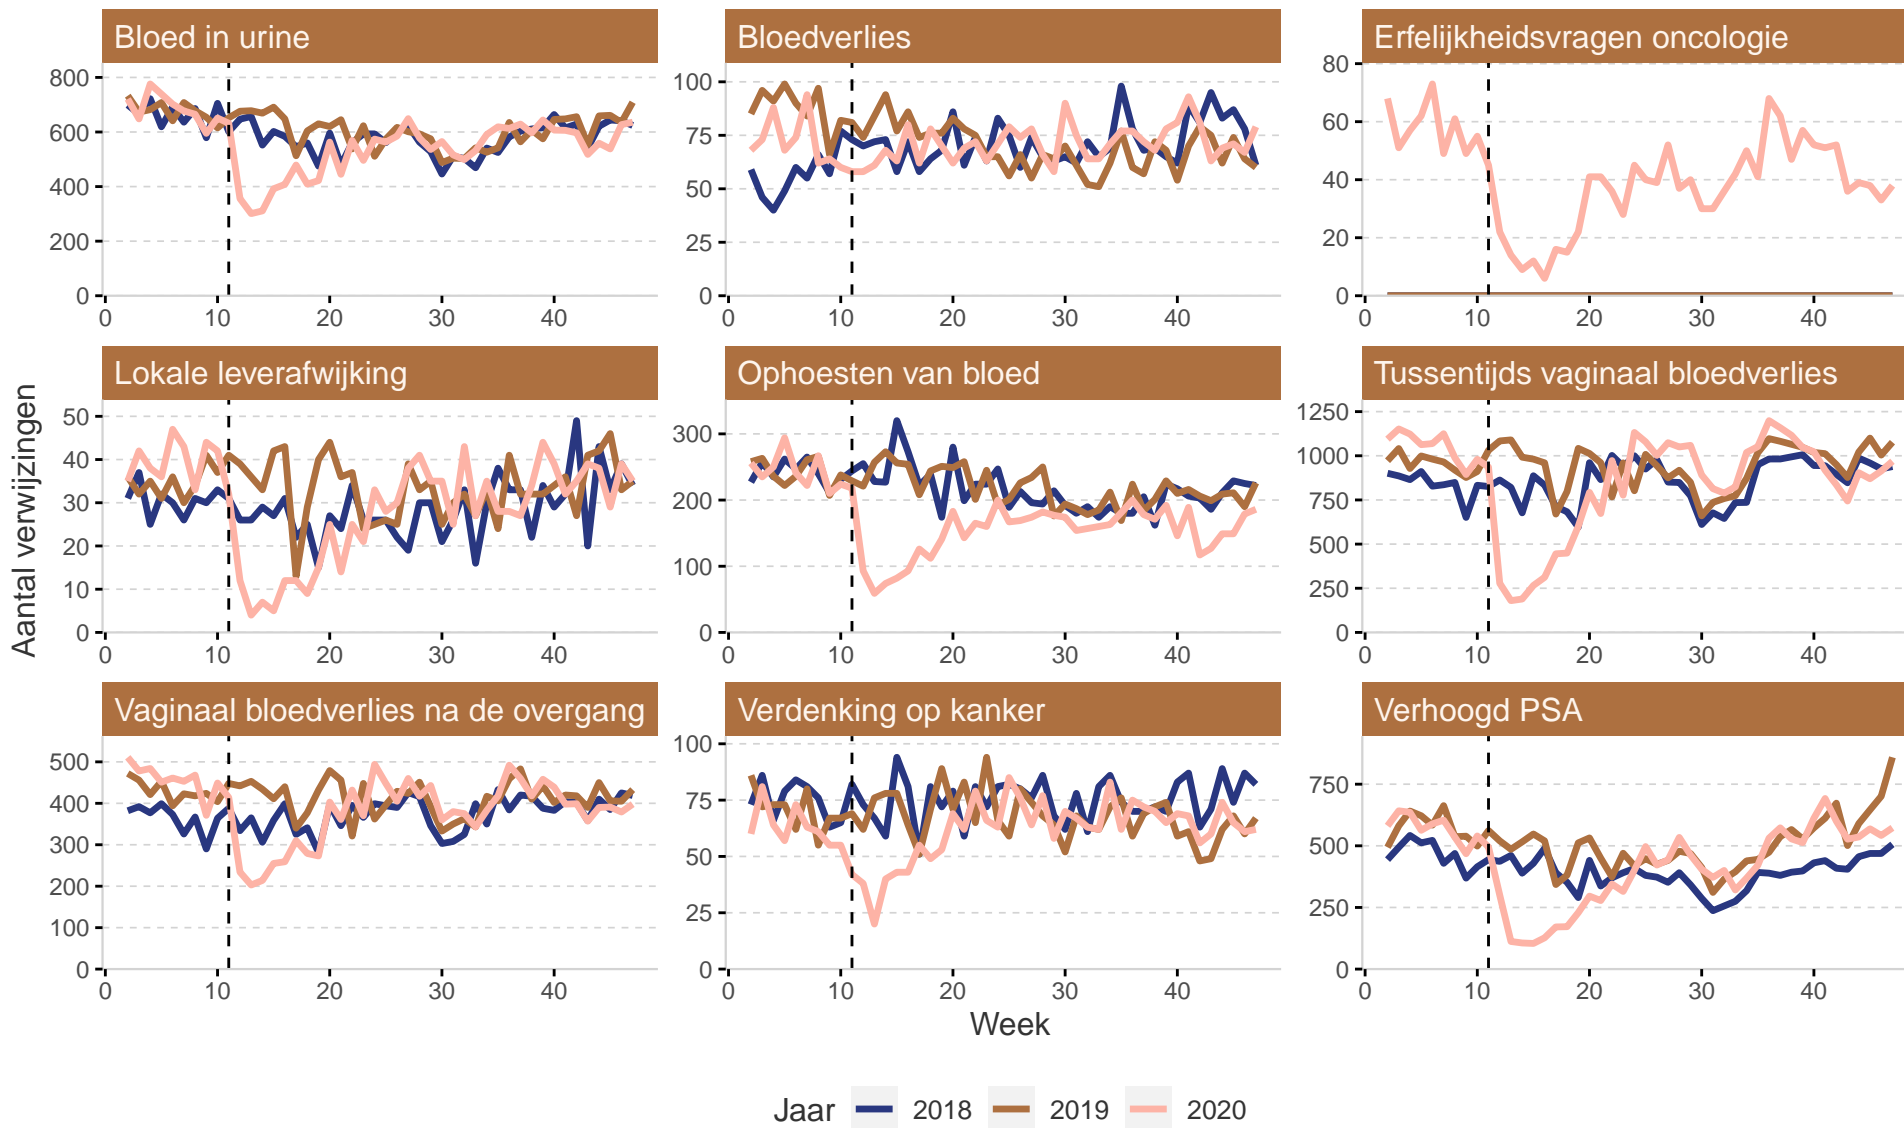 Bloed in urine
Bloedverlies
Erfelijkheidsvragen oncologie
800
600
400
200
0
0 10 20 30 40
100
75
50
25
0
0 10 20 30 40
80
60
40
20
0
0 10 20 30 40
Lokale leverafwijking
Ophoesten van bloed
Tussentijds vaginaal bloedverlies
50
40
30
20
10
0
0 10 20 30 40
300
200
100
0
0 10 20 30 40
1250
1000
750
500
250
0
0 10 20 30 40
Vaginaal bloedverlies na de overgang
Verdenking op kanker
Verhoogd PSA
500
400
300
200
100
0
0 10 20 30 40
100
75
50
25
0
0 10 20 30 40
750
500
250
0
0 10 20 30 40
Aantal verwijzingen
Week
Jaar 2018 2019 2020